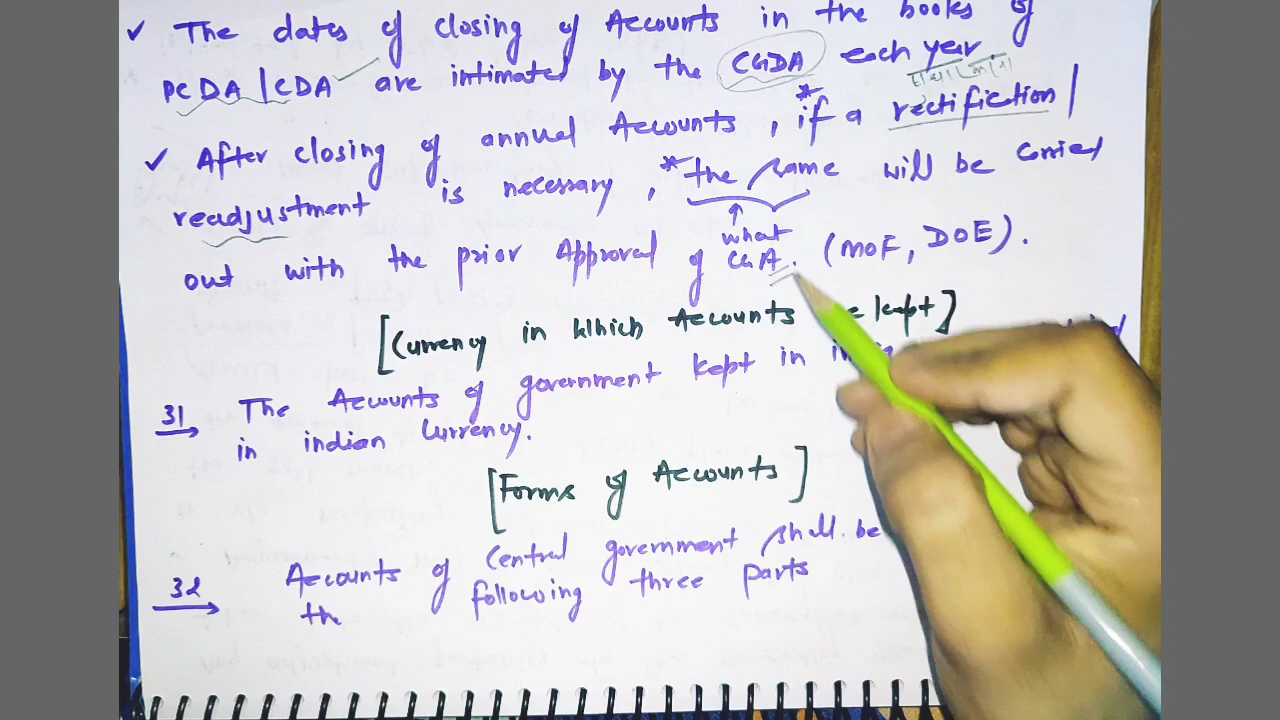 ✓ The dates of closing of Accounts in the books of
PCDA | CDA are intimated by the CGDA each year
✓ After closing of annual Accounts, * if a rectification |
readjustment is necessary, * the same will be carried
what
out with the prior Approval of CGA. (MOF, DOE).
[Currency in Which Accounts kept]
31 The Accounts of government kept in
in indian Currency.
[Forms of Accounts]
32 Accounts of Central government shall be
the following three parts